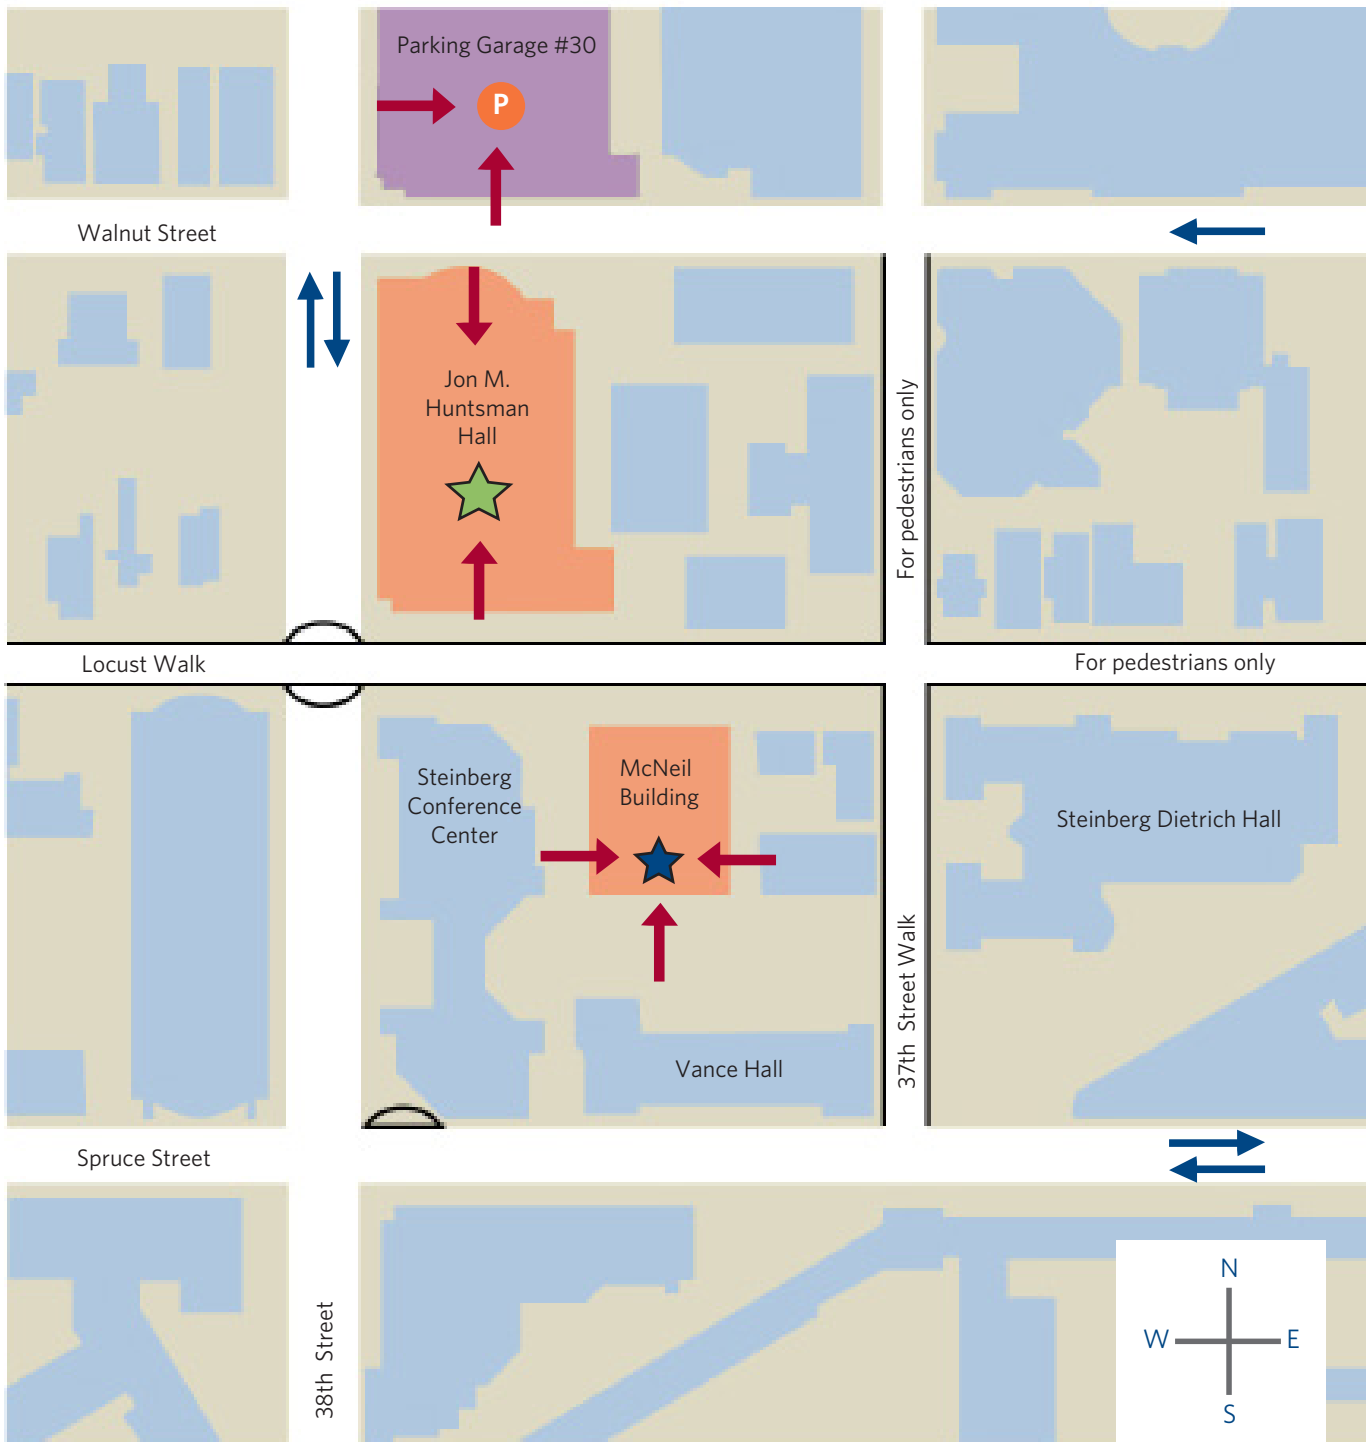 Parking Garage #30
P
Walnut Street
Jon M.
Huntsman
Hall
For pedestrians only
Locust Walk
For pedestrians only
Steinberg
Conference
Center
McNeil
Building
Steinberg Dietrich Hall
37th Street Walk
Vance Hall
Spruce Street
38th Street
N
W
E
S